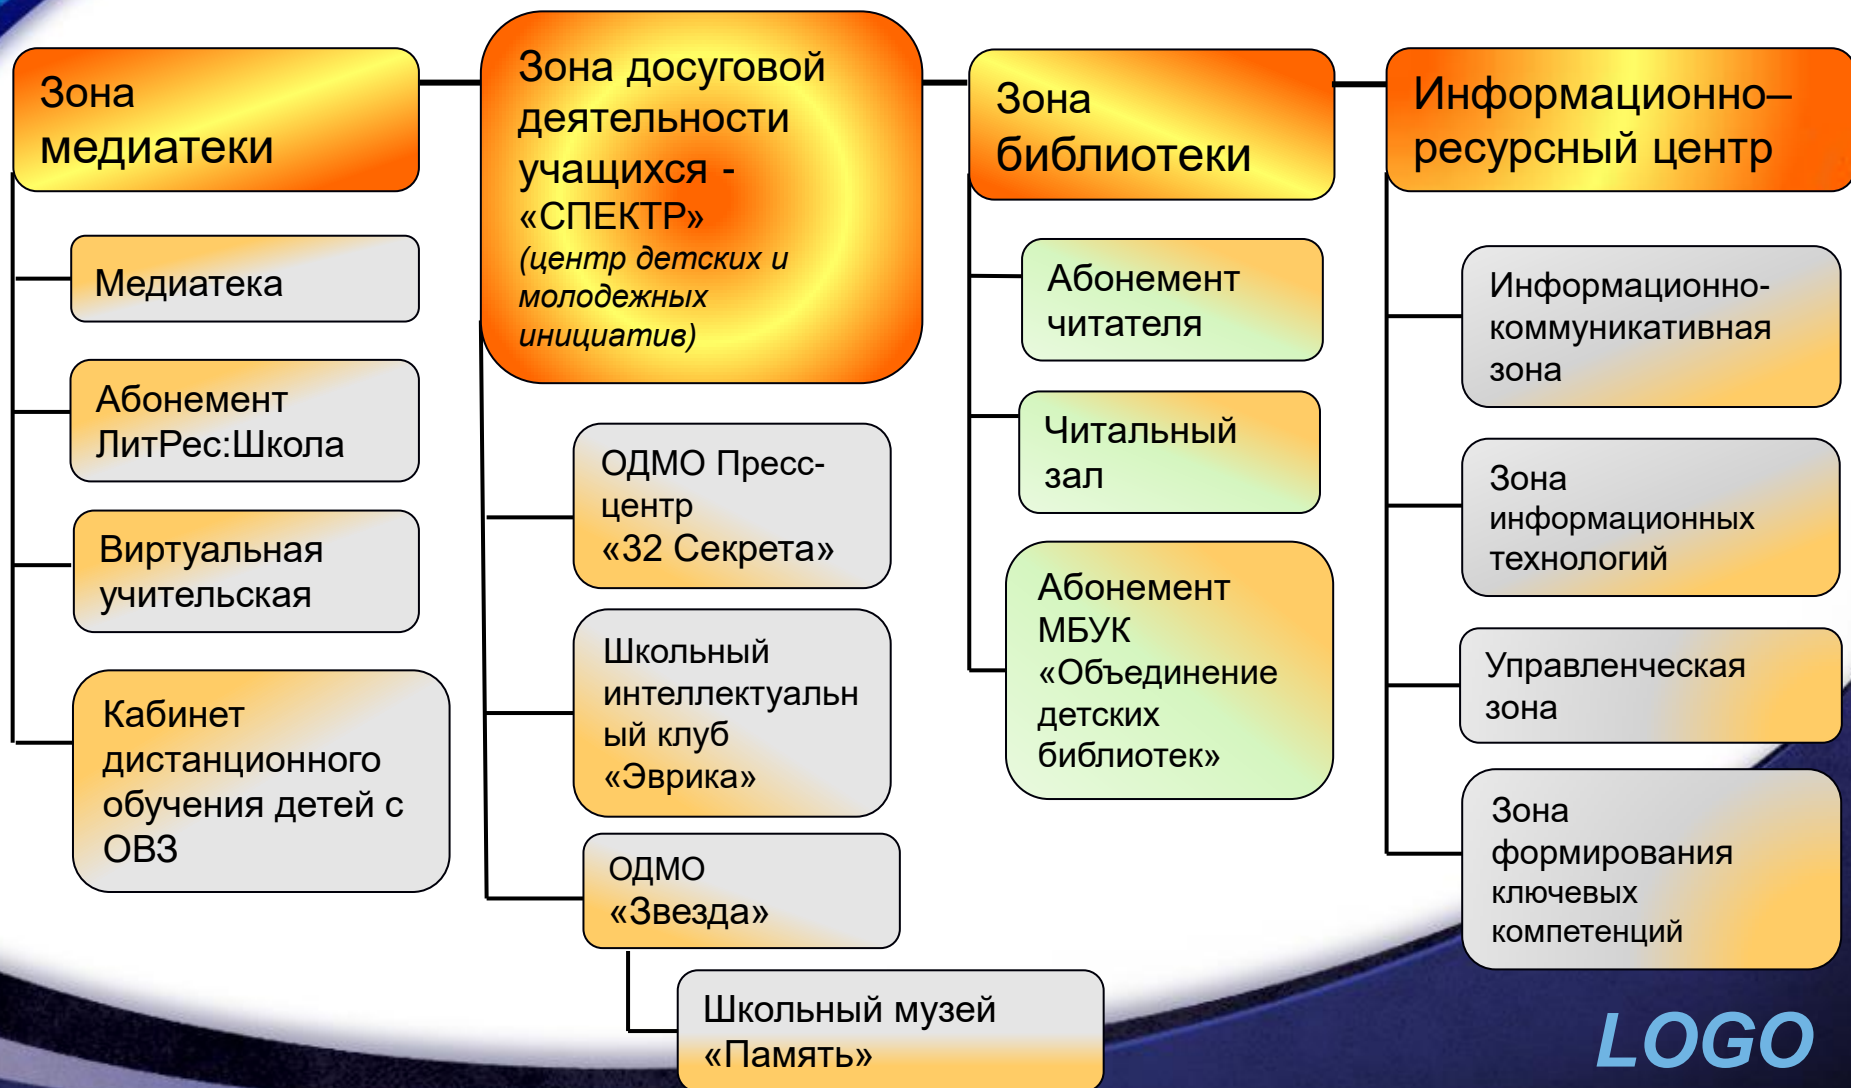 Зона
медиатеки
Медиатека
Абонемент
ЛитРес:Школа
Виртуальная
учительская
Кабинет
дистанционного
обучения детей с
ОВЗ
Зона досуговой
деятельности
учащихся -
«СПЕКТР»
(центр детских и
молодежных
инициатив)
ОДМО Пресс-
центр
«32 Секрета»
Школьный
интеллектуальн
ый клуб
«Эврика»
ОДМО
«Звезда»
Школьный музей
«Память»
Зона
библиотеки
Абонемент
читателя
Читальный
зал
Абонемент
МБУК
«Объединение
детских
библиотек»
Информационно–
ресурсный центр
Информационно-
коммуникативная
зона
Зона
информационных
технологий
Управленческая
зона
Зона
формирования
ключевых
компетенций
LOGO